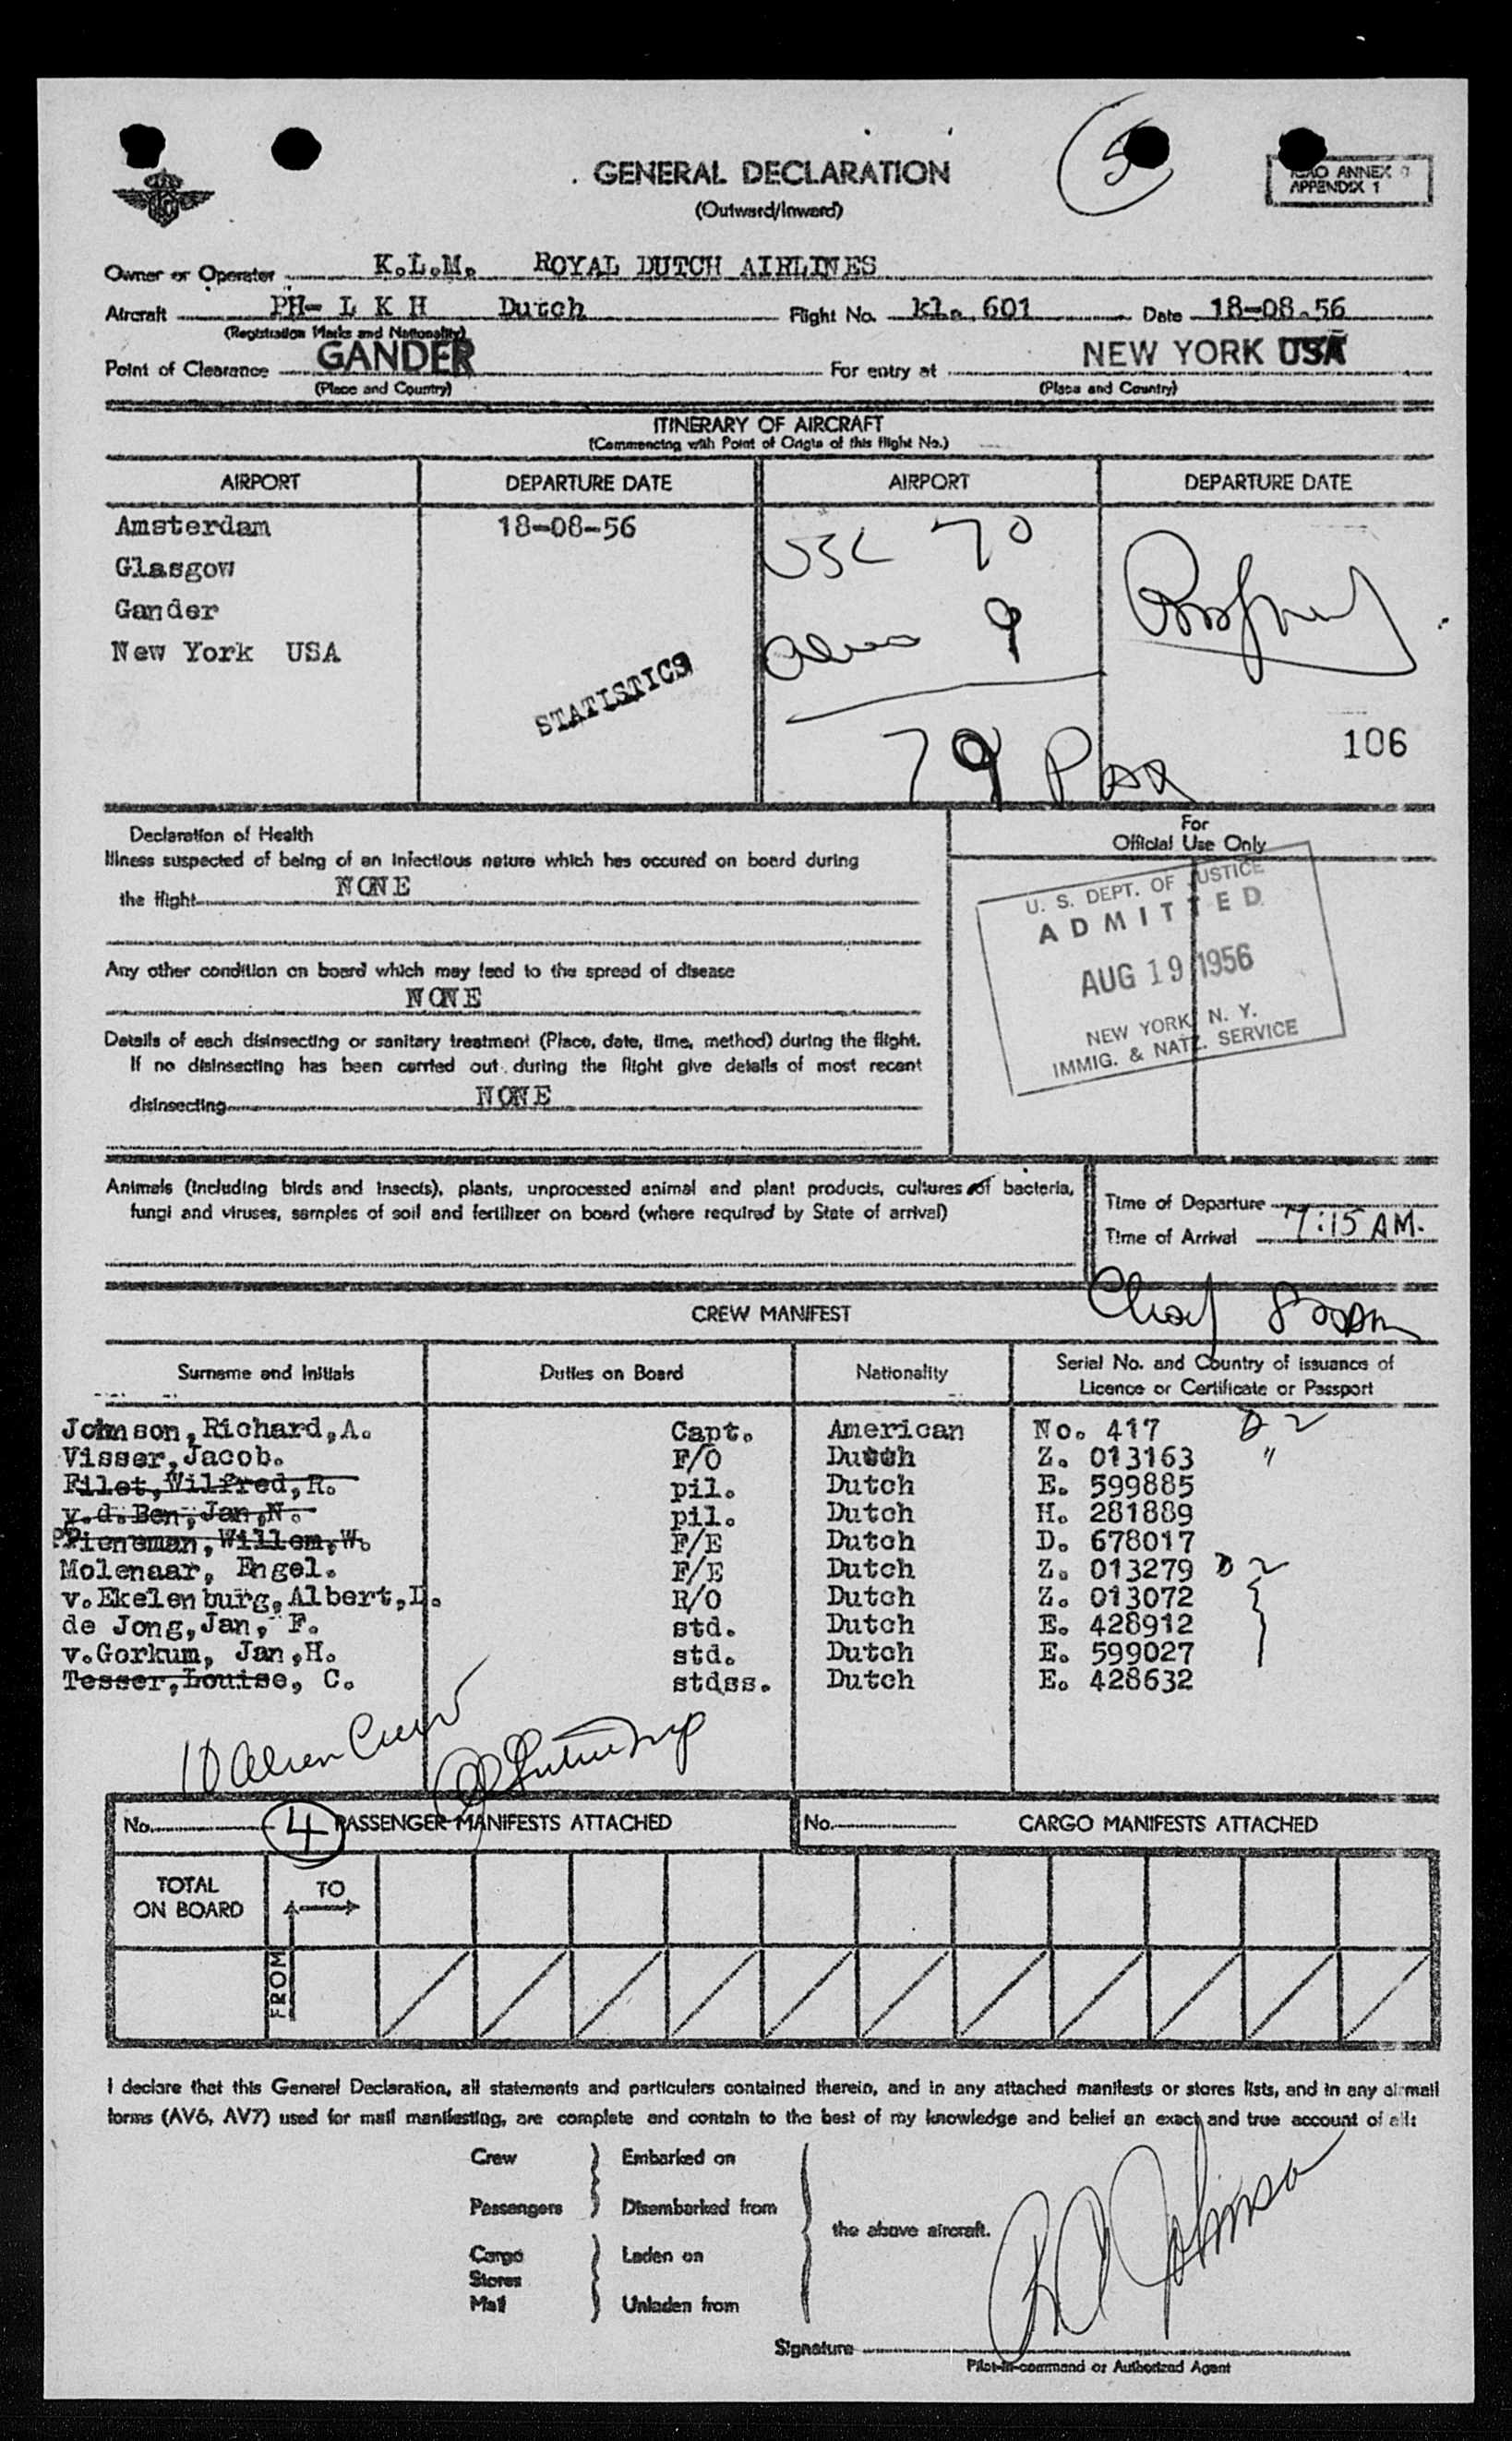 GENERAL DECLARATION
(Outward/Inward)
5
ICAO ANNEX 9
APPENDIX 1
Owner or Operator K.L.M. ROYAL DUTCH AIRLINES
Aircraft PH- L K H Dutch Flight No. kl. 601 Date 18-08-56
(Registration Marks and Nationality)
Point of Clearance GANDER For entry at NEW YORK USA
(Place and Country) (Place and Country)
ITINERARY OF AIRCRAFT
(Commencing with Point of Origin of this flight No.)
AIRPORT DEPARTURE DATE AIRPORT DEPARTURE DATE
Amsterdam 18-08-56
Glasgow
Gander
New York USA
USC 70
Aliens 9
79 Pax
STATISTICS
106
Declaration of Health
Illness suspected of being of an infectious nature which has occured on board during
the flight NONE
Any other condition on board which may lead to the spread of disease
NONE
Details of each disinsecting or sanitary treatment (Place, date, time, method) during the flight.
If no disinsecting has been carried out during the flight give details of most recent
disinsecting NONE
For
Official Use Only
U. S. DEPT. OF JUSTICE
ADMITTED
AUG 19 1956
NEW YORK, N. Y.
IMMIG. & NATZ. SERVICE
Animals (including birds and insects), plants, unprocessed animal and plant products, cultures of bacteria,
fungi and viruses, samples of soil and fertilizer on board (where required by State of arrival)
Time of Departure
Time of Arrival 7:15 AM.
CREW MANIFEST
Surname and Initials Duties on Board Nationality Serial No. and Country of issuance of
Licence or Certificate or Passport
Johnson, Richard, A. Capt. American No. 417 D 2
Visser, Jacob. F/O Dutch Z. 013163 "
Filet, Wilfred, R. pil. Dutch E. 599885
v.d. Ben, Jan, N. pil. Dutch H. 281889
Pieneman, Willem, W. F/E Dutch D. 678017
Molenaar, Engel. F/E Dutch Z. 013279 D 2
v. Ekelenburg, Albert, D. R/O Dutch Z. 013072
de Jong, Jan, F. std. Dutch E. 428912
v. Gorkum, Jan, H. std. Dutch E. 599027
Tesser, Louise, C. stdss. Dutch E. 428632
10 alien Crew
No. 4 PASSENGER MANIFESTS ATTACHED No. CARGO MANIFESTS ATTACHED
TOTAL
ON BOARD
TO
FROM
I declare that this General Declaration, all statements and particulars contained therein, and in any attached manifests or stores lists, and in any airmail
forms (AV6, AV7) used for mail manifesting, are complete and contain to the best of my knowledge and belief an exact and true account of all:
Crew Embarked on
Passengers Disembarked from
the above aircraft.
Cargo Laden on
Stores
Mail Unladen from
Signature RA Johnson
Pilot-in-command or Authorized Agent